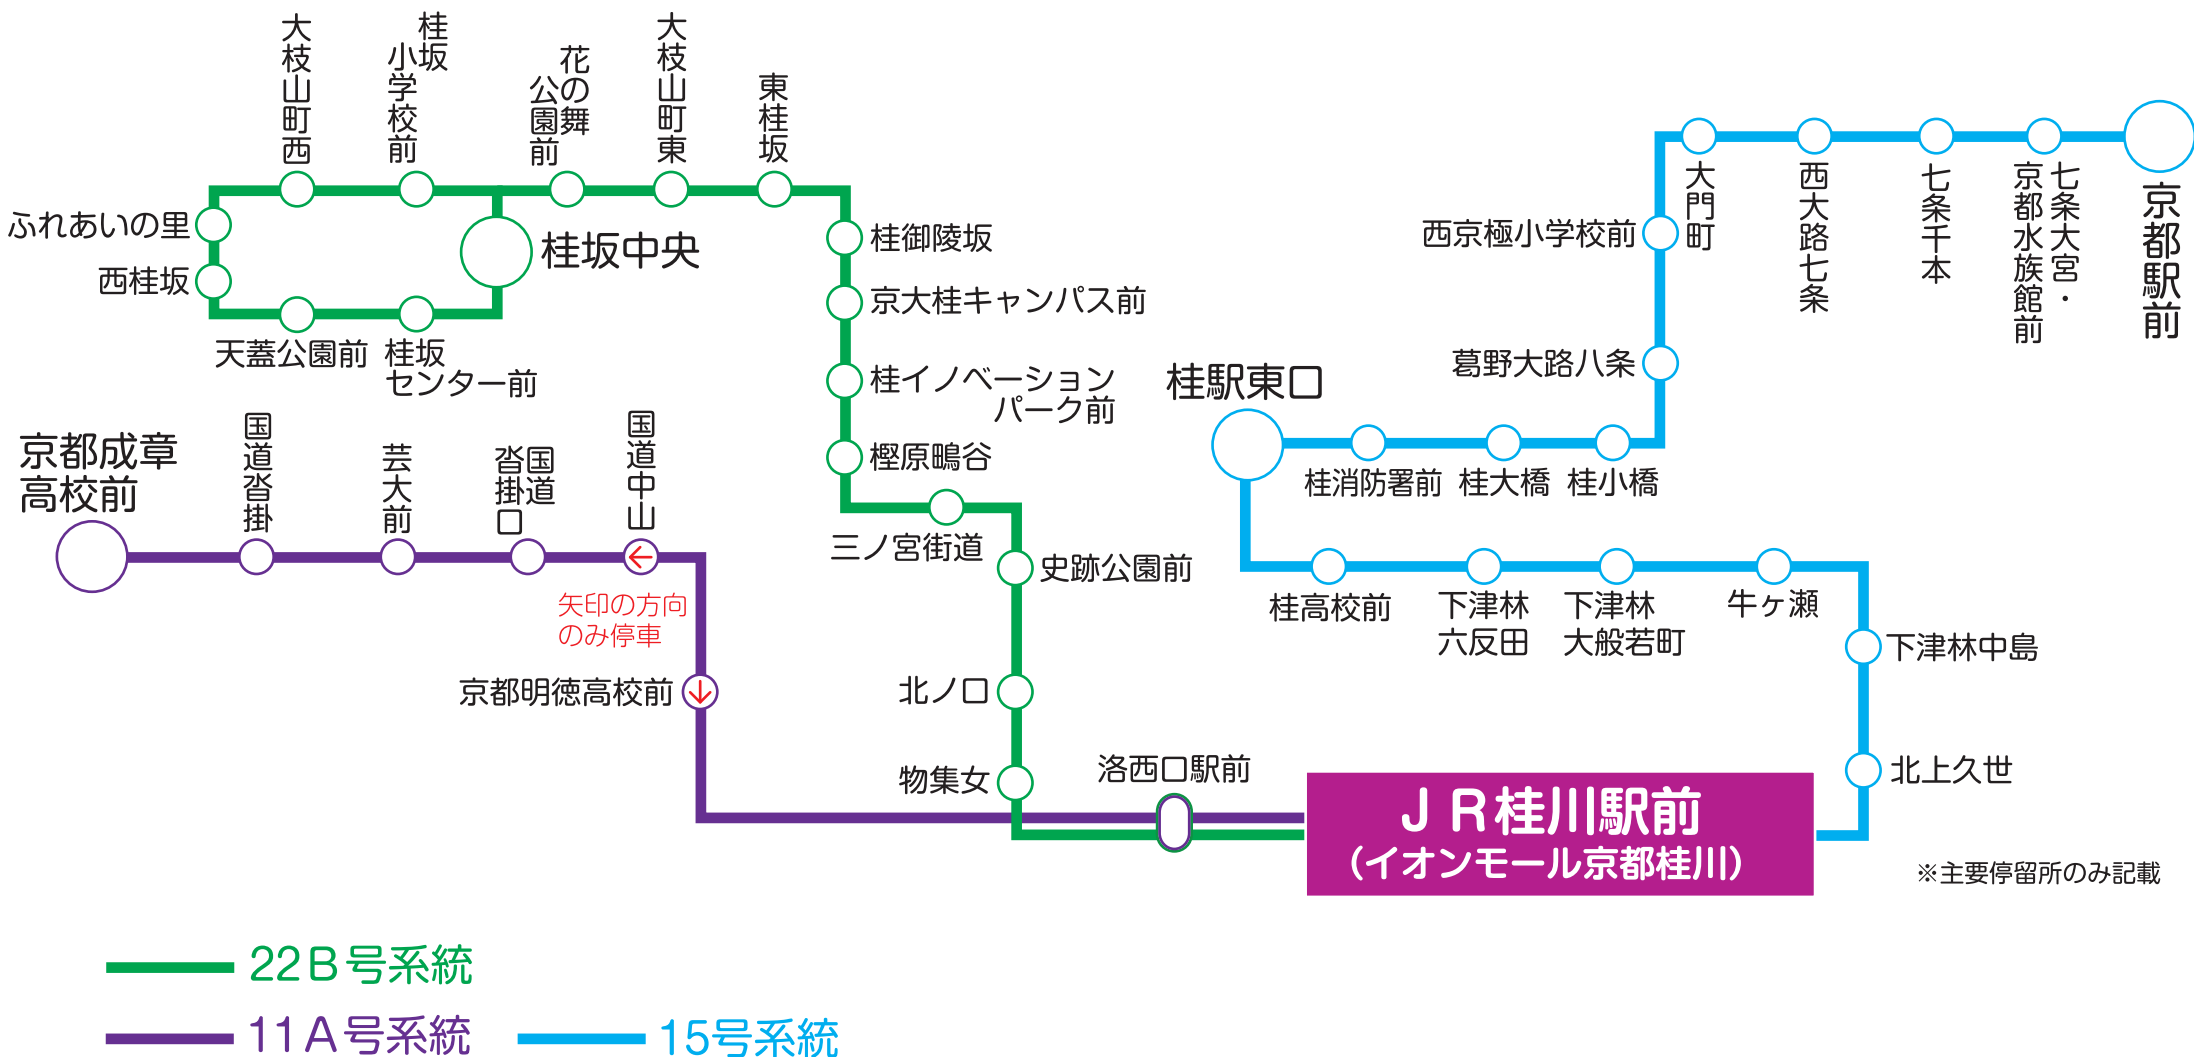 大枝山町西
桂坂
小学校前
花の舞
公園前
大枝山町東
東桂坂
ふれあいの里
西桂坂
桂坂中央
天蓋公園前
桂坂
センター前
桂御陵坂
京大桂キャンパス前
桂イノベーション
パーク前
樫原鴫谷
三ノ宮街道
史跡公園前
北ノ口
物集女
洛西口駅前
京都成章
高校前
国道沓掛
芸大前
国道
沓掛口
国道中山
矢印の方向
のみ停車
京都明徳高校前
京都駅前
七条大宮・
京都水族館前
七条千本
西大路七条
大門町
西京極小学校前
葛野大路八条
桂駅東口
桂消防署前
桂大橋
桂小橋
桂高校前
下津林
六反田
下津林
大般若町
牛ヶ瀬
下津林中島
北上久世
JR桂川駅前
(イオンモール京都桂川)
※主要停留所のみ記載
22B号系統
11A号系統
15号系統